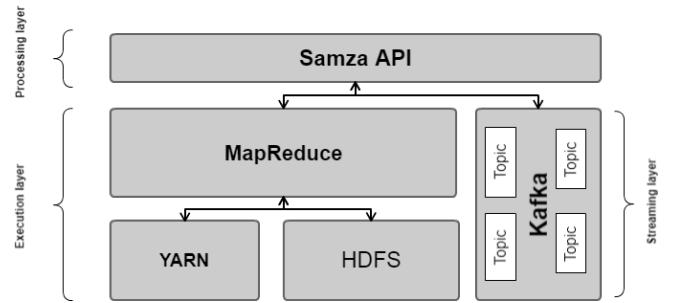 Processing layer
Samza API
Execution layer
MapReduce
YARN
HDFS
Kafka
Topic
Topic
Topic
Topic
Streaming layer